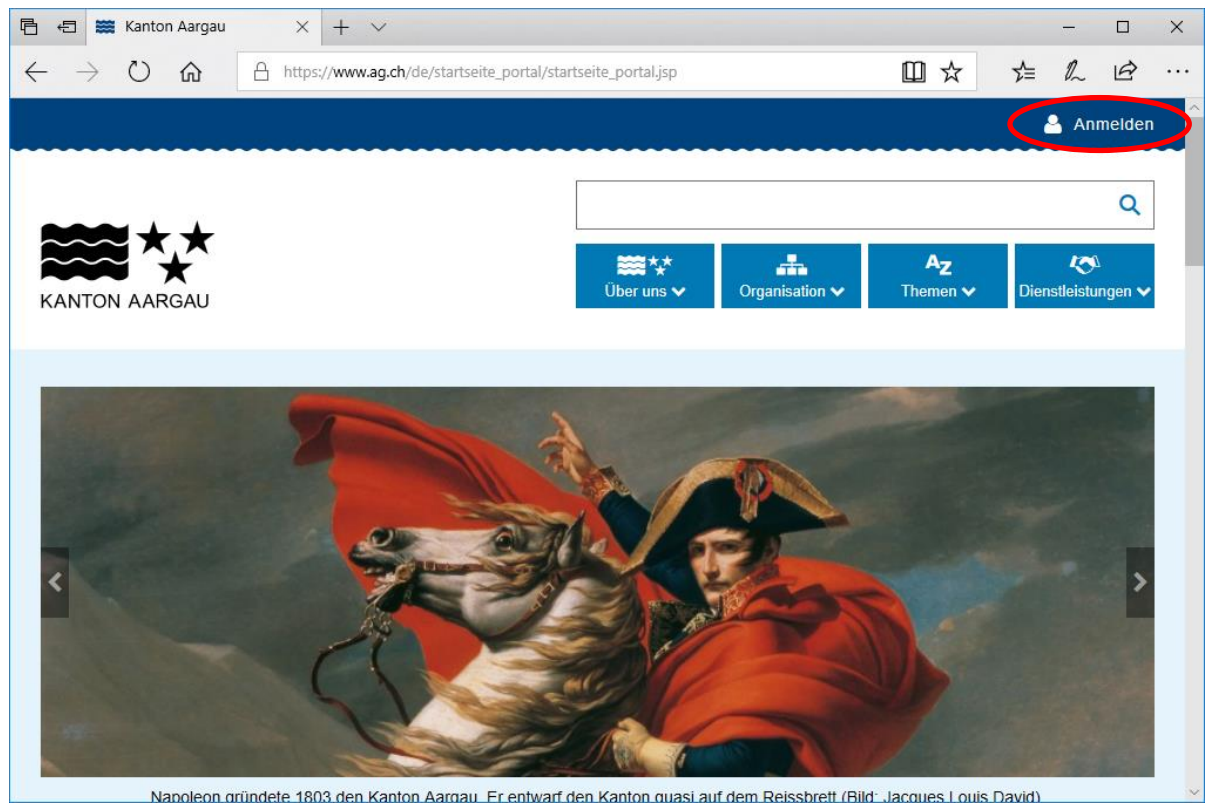 Kanton Aargau
https://www.ag.ch/de/startseite_portal/startseite_portal.jsp
Anmelden
KANTON AARGAU
Über uns
Organisation
AZ
Themen
Dienstleistungen
Napoleon gründete 1803 den Kanton Aargau. Er entwarf den Kanton quasi auf dem Reissbrett (Bild: Jacques Louis David)